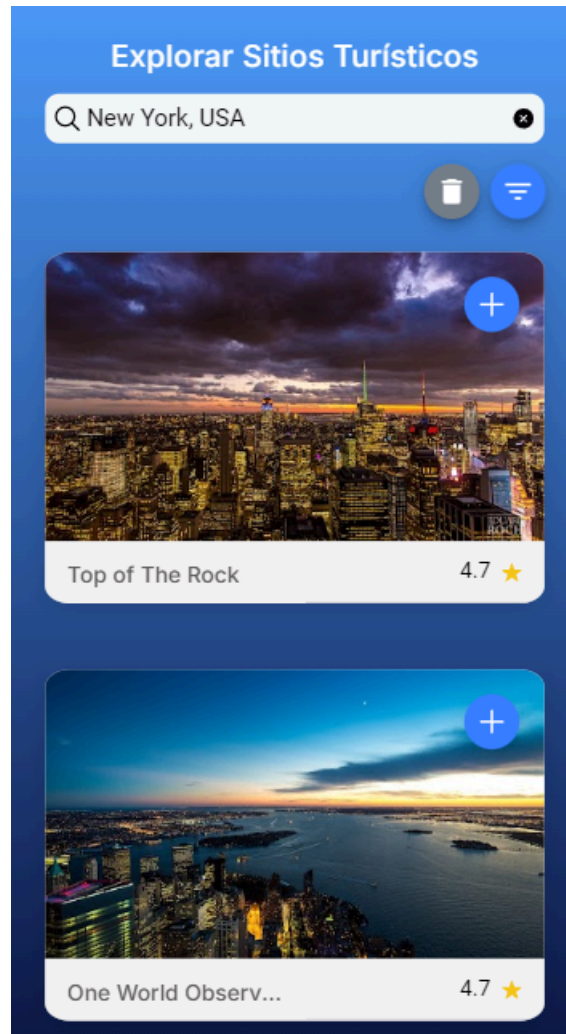 Explorar Sitios Turísticos
New York, USA
Top of The Rock
4.7
One World Observ...
4.7